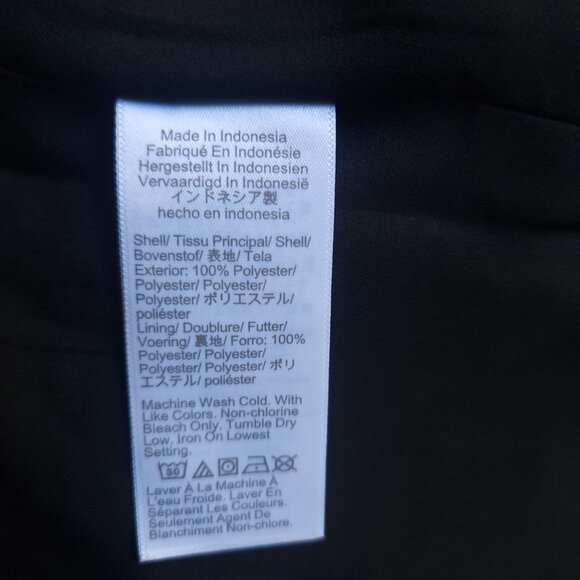 Made In Indonesia
Fabriqué En Indonésie
Hergestellt In Indonesien
Vervaardigd In Indonesië
インドネシア製
hecho en indonesia
Shell/ Tissu Principal/ Shell/
Bovenstof/ 表地/ Tela
Exterior: 100% Polyester/
Polyester/ Polyester/
Polyester/ ポリエステル/
poliéster
Lining/ Doublure/ Futter/
Voering/ 裏地/ Forro: 100%
Polyester/ Polyester/
Polyester/ Polyester/ ポリ
エステル/ poliéster
Machine Wash Cold. With
Like Colors. Non-chlorine
Bleach Only. Tumble Dry
Low. Iron On Lowest
Setting.
30
Laver À La Machine À
L'eau Froide. Laver En
Séparant Les Couleurs.
Seulement Agent De
Blanchiment Non-chlore.